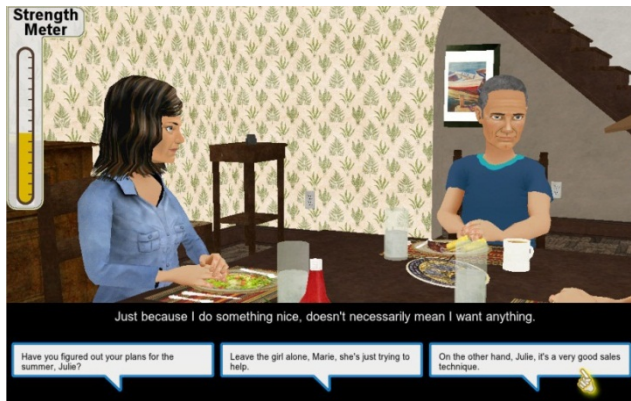 Strength
Meter
Just because I do something nice, doesn't necessarily mean I want anything.
Have you figured out your plans for the
summer, Julie?
Leave the girl alone, Marie, she's just trying to
help.
On the other hand, Julie, it's a very good sales
technique.